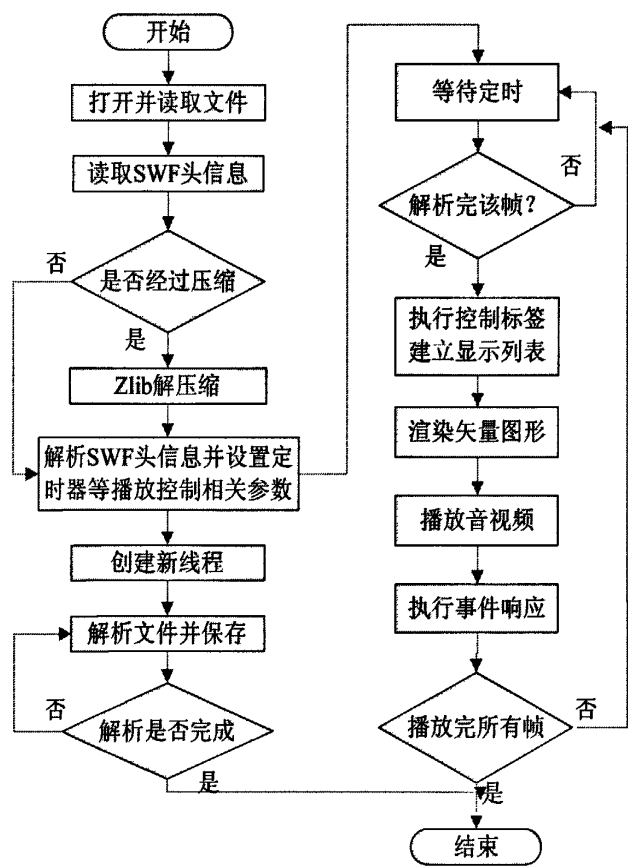 开始
打开并读取文件
读取SWF头信息
是否经过压缩
否
是
Zlib解压缩
解析SWF头信息并设置定
时器等播放控制相关参数
创建新线程
解析文件并保存
解析是否完成
否
是
等待定时
解析完该帧?
否
是
执行控制标签
建立显示列表
渲染矢量图形
播放音视频
执行事件响应
播放完所有帧
否
是
结束